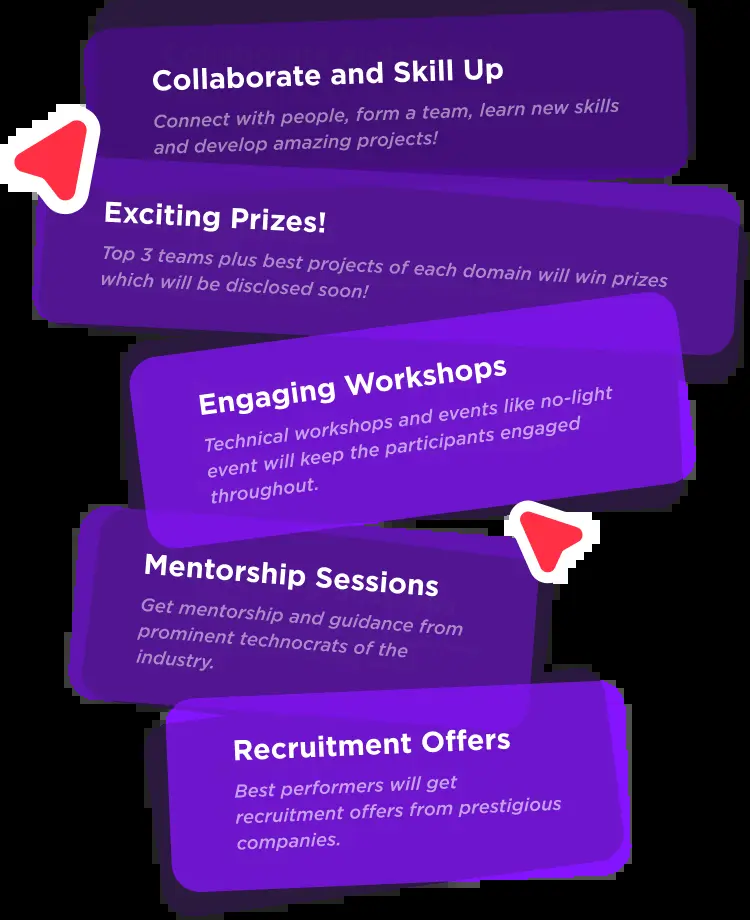 Collaborate and Skill Up
Connect with people, form a team, learn new skills
and develop amazing projects!
Exciting Prizes!
Top 3 teams plus best projects of each domain will win prizes
which will be disclosed soon!
Engaging Workshops
Technical workshops and events like no-light
event will keep the participants engaged
throughout.
Mentorship Sessions
Get mentorship and guidance from
prominent technocrats of the
industry.
Recruitment Offers
Best performers will get
recruitment offers from prestigious
companies.